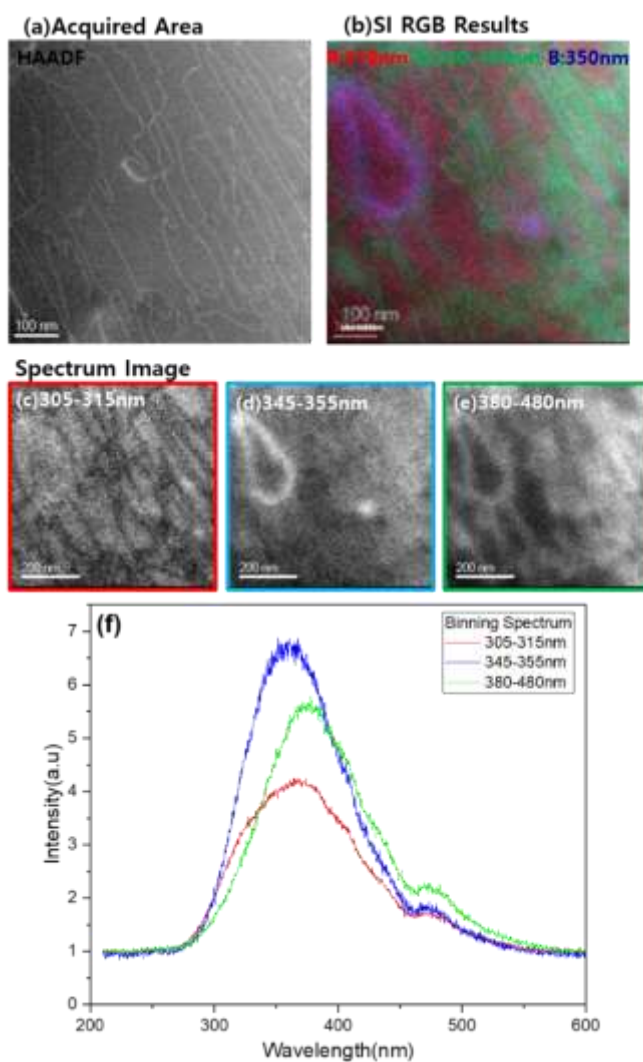 (a)Acquired Area
HAADF
100 nm
(b)SI RGB Results
B:350nm
100 nm
Spectrum Image
(c)305-315nm
200 nm
(d)345-355nm
200 nm
(e)380-480nm
200 nm
(f)
Binning Spectrum
305-315nm
345-355nm
380-480nm
Intensity(a.u)
7
6
5
4
3
2
1
0
200
300
400
500
600
Wavelength(nm)